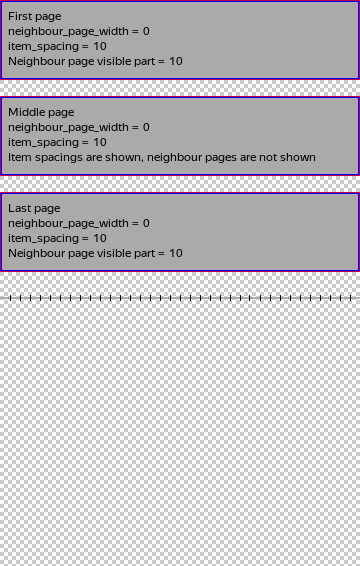 First page
neighbour_page_width = 0
item_spacing = 10
Neighbour page visible part = 10
Middle page
neighbour_page_width = 0
item_spacing = 10
Item spacings are shown, neighbour pages are not shown
Last page
neighbour_page_width = 0
item_spacing = 10
Neighbour page visible part = 10